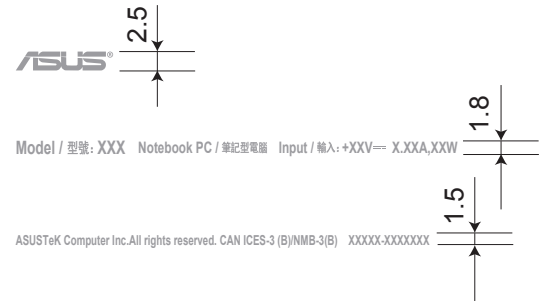 2.5
ASUS®
1.8
Model / 型號: XXX Notebook PC / 筆記型電腦 Input / 輸入: +XXV⎓ X.XXA,XXW
1.5
ASUSTeK Computer Inc.All rights reserved. CAN ICES-3 (B)/NMB-3(B) XXXXX-XXXXXXX